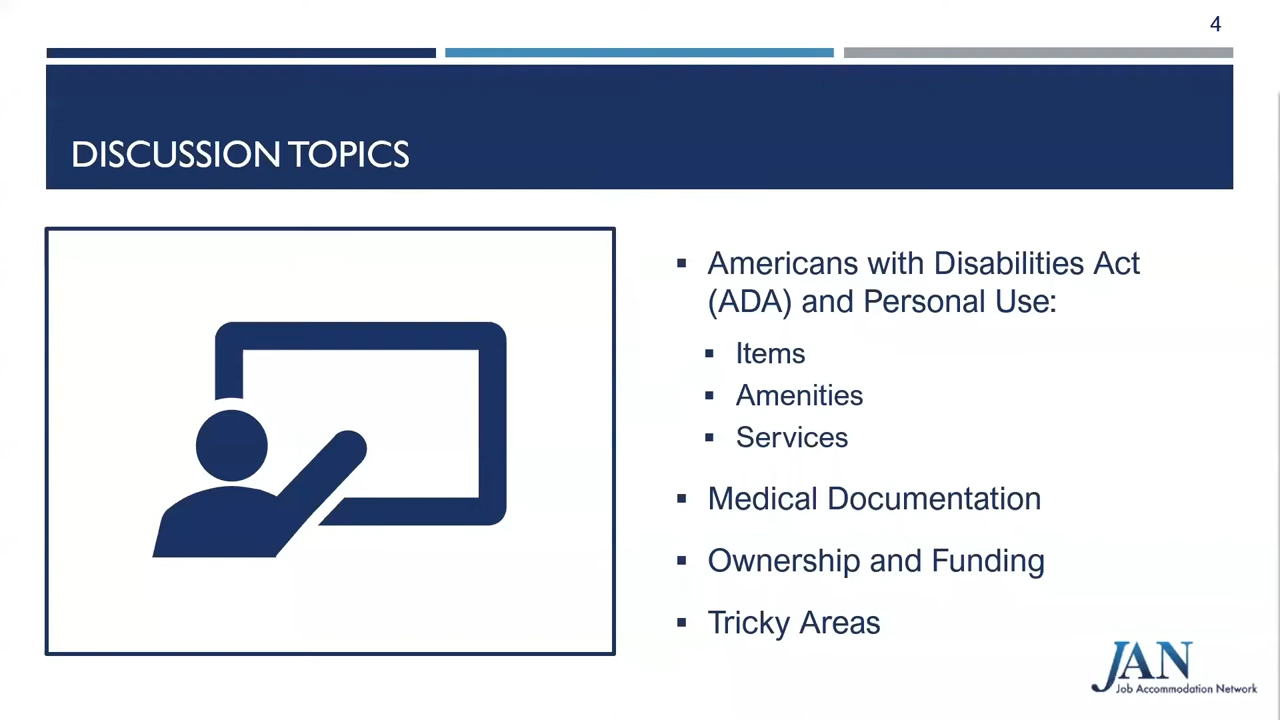 4
DISCUSSION TOPICS
Americans with Disabilities Act
(ADA) and Personal Use:
Items
Amenities
Services
Medical Documentation
Ownership and Funding
Tricky Areas
JAN
Job Accommodation Network